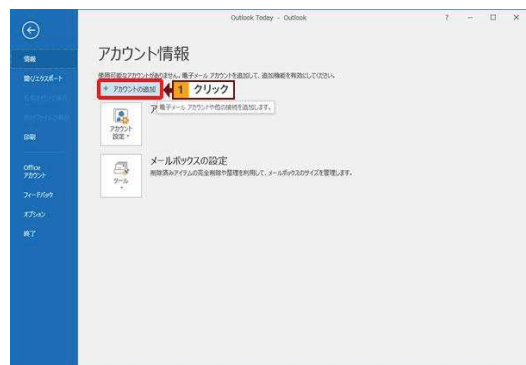 Outlook Today - Outlook
?
アカウント情報
情報
使用可能なアカウントがありません。電子メール アカウントを追加して、追加機能を有効にしてください。
開く/エクスポート
+ アカウントの追加
1 クリック
電子メール アカウントや他の接続を追加します。
ア
アカウント
設定
印刷
Office
アカウント
メールボックスの設定
削除済みアイテムの完全削除や整理を利用して、メールボックスのサイズを管理します。
ツール
フィードバック
オプション
終了